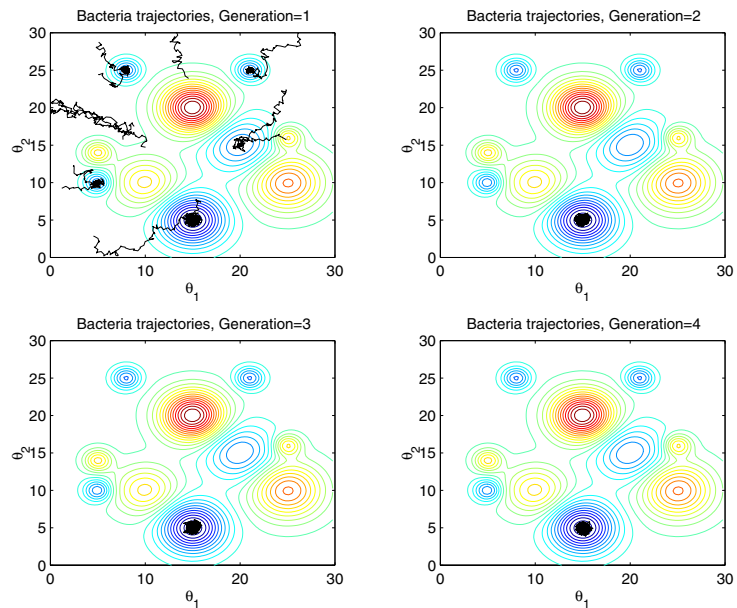 Bacteria trajectories, Generation=1
30
25
20
15
10
5
0
θ₂
0 10 20 30
θ₁
Bacteria trajectories, Generation=2
30
25
20
15
10
5
0
θ₂
0 10 20 30
θ₁
Bacteria trajectories, Generation=3
30
25
20
15
10
5
0
θ₂
0 10 20 30
θ₁
Bacteria trajectories, Generation=4
30
25
20
15
10
5
0
θ₂
0 10 20 30
θ₁